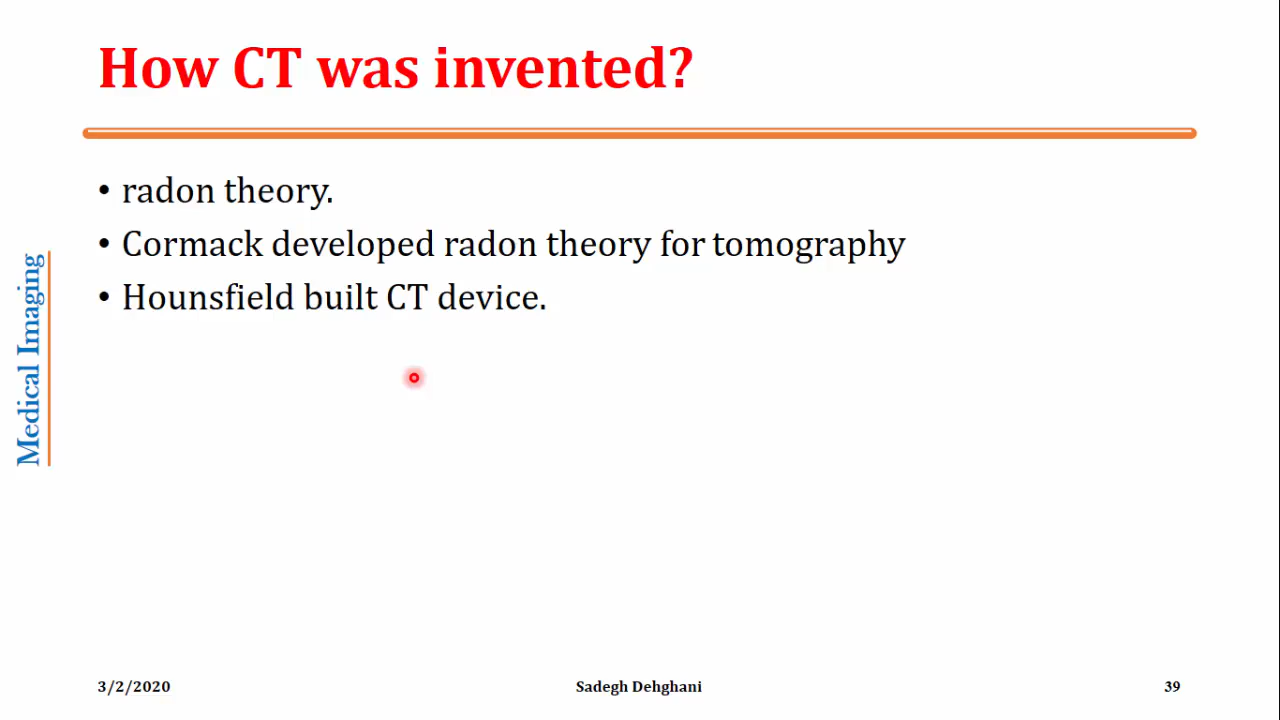 How CT was invented?
• radon theory.
• Cormack developed radon theory for tomography
• Hounsfield built CT device.
Medical Imaging
3/2/2020
Sadegh Dehghani
39